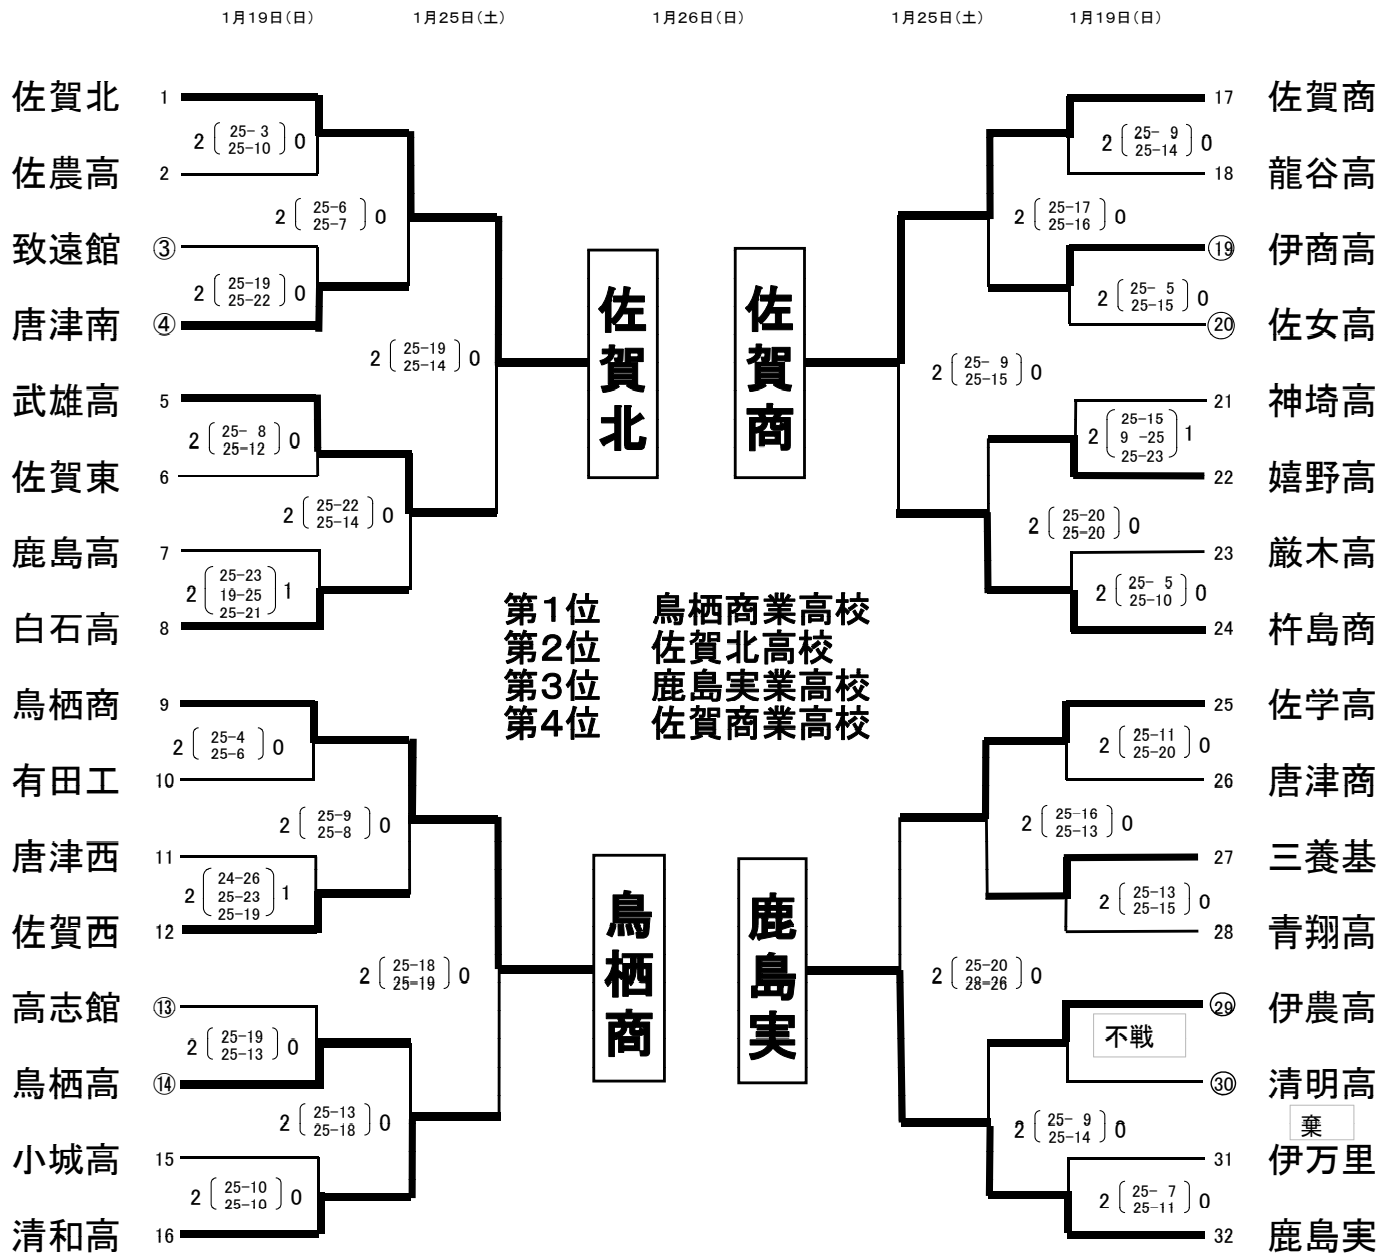 1月19日(日) 1月25日(土) 1月26日(日) 1月25日(土) 1月19日(日)
佐賀北 1
2 25- 3 0
25-10
佐農高 2
2 25-6 0
25-7
致遠館 ③
2 25-19 0
25-22
唐津南 ④
2 25-19 0
25-14
武雄高 5
2 25- 8 0
25=12
佐賀東 6
2 25-22 0
25-14
鹿島高 7
25-23
2 19-25 1
25-21
白石高 8
鳥栖商 9
2 25-4 0
25-6
有田工 10
2 25-9 0
25-8
唐津西 11
24-26
2 25-23 1
25-19
佐賀西 12
2 25-18 0
25=19
高志館 ⑬
2 25-19 0
25-13
鳥栖高 ⑭
2 25-13 0
25-18
小城高 15
2 25-10 0
25-10
清和高 16
佐賀北
佐賀商
鳥栖商
鹿島実
第1位 鳥栖商業高校
第2位 佐賀北高校
第3位 鹿島実業高校
第4位 佐賀商業高校
17 佐賀商
2 25- 9 0
25-14
18 龍谷高
2 25-17 0
25-16
⑲ 伊商高
2 25- 5 0
25-15
⑳ 佐女高
2 25- 9 0
25-15
21 神埼高
25-15
2 9 -25 1
25-23
22 嬉野高
2 25-20 0
25-20
23 厳木高
2 25- 5 0
25-10
24 杵島商
25 佐学高
2 25-11 0
25-20
26 唐津商
2 25-16 0
25-13
27 三養基
2 25-13 0
25-15
28 青翔高
2 25-20 0
28=26
㉙ 伊農高
不戦
㉚ 清明高
棄
2 25- 9 0
25-14
31 伊万里
2 25- 7 0
25-11
32 鹿島実